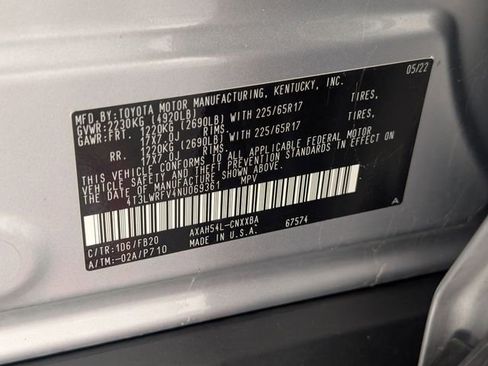 MFD.BY:TOYOTA MOTOR MANUFACTURING, KENTUCKY, INC. 05/22
GVWR:2230KG (4920LB)
GAWR:FRT. 1220KG (2690LB) WITH 225/65R17 TIRES,
17X7.0J RIMS,
RR. 1220KG (2690LB) WITH 225/65R17 TIRES,
17X7.0J RIMS,
THIS VEHICLE CONFORMS TO ALL APPLICABLE FEDERAL MOTOR
VEHICLE SAFETY AND THEFT PREVENTION STANDARDS IN EFFECT ON
THE DATE OF MANUFACTURE SHOWN ABOVE.
4T3LWRFV4NU069361 MPV
C/TR:1D6/FB20 AXAH54L-CNXXBA 67574 A
A/TM:-02A/P710 MADE IN U.S.A.